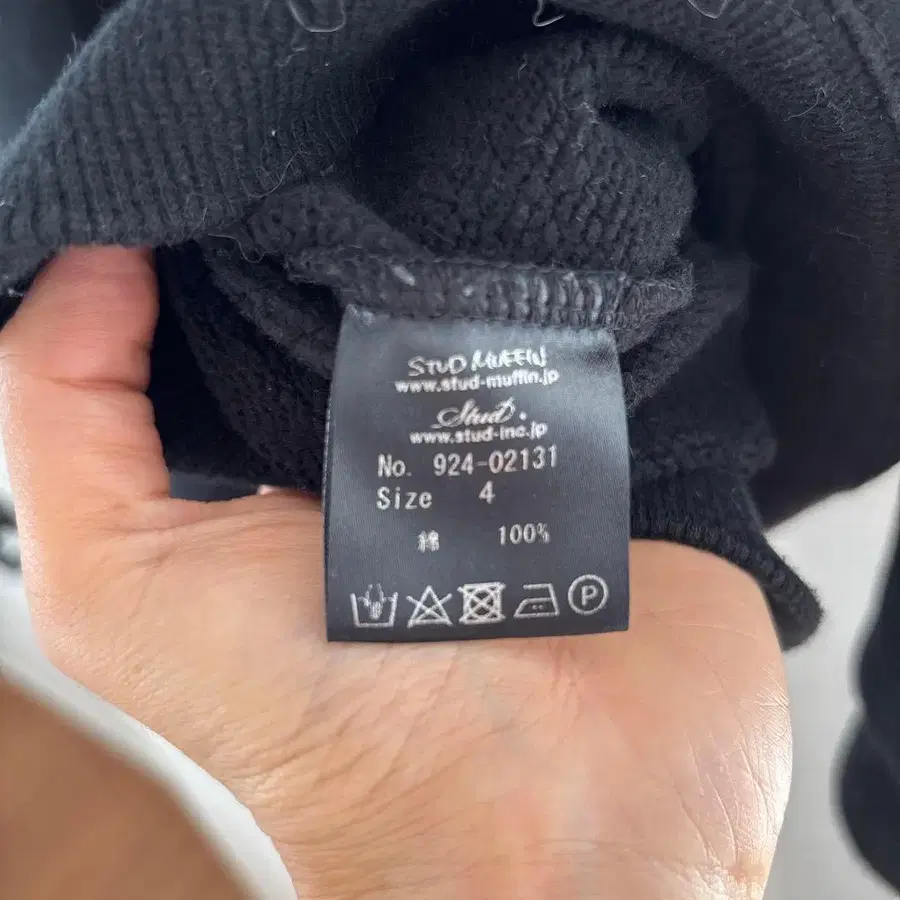 STUD MUFFIN
www.stud-muffin.jp
Stud.
www.stud-inc.jp
No. 924-02131
Size 4
綿 100%
P